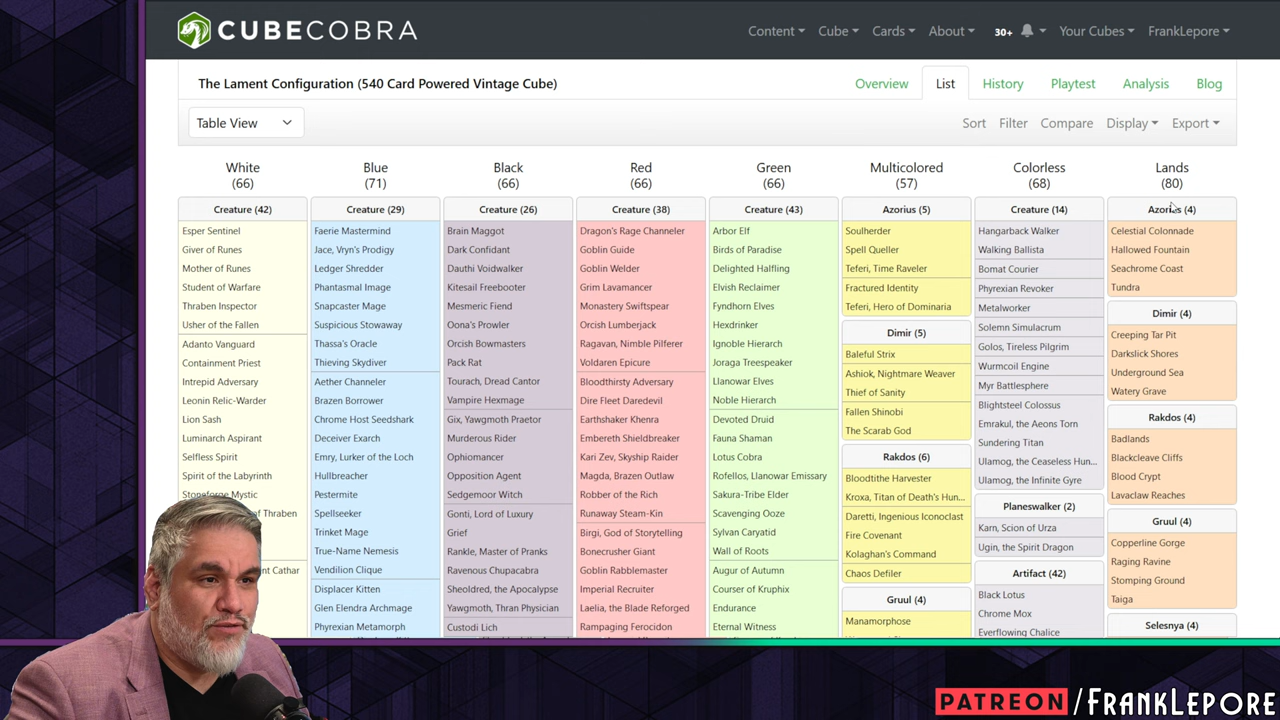 CUBECOBRA
Content Cube Cards About 30+ Your Cubes FrankLepore
The Lament Configuration (540 Card Powered Vintage Cube)
Overview List History Playtest Analysis Blog
Table View
Sort Filter Compare Display Export
White
(66)
Creature (42)
Esper Sentinel
Giver of Runes
Mother of Runes
Student of Warfare
Thraben Inspector
Usher of the Fallen
Adanto Vanguard
Containment Priest
Intrepid Adversary
Leonin Relic-Warder
Lion Sash
Luminarch Aspirant
Selfless Spirit
Spirit of the Labyrinth
Stoneforge Mystic
of Thraben
nt Cathar
Blue
(71)
Creature (29)
Faerie Mastermind
Jace, Vryn's Prodigy
Ledger Shredder
Phantasmal Image
Snapcaster Mage
Suspicious Stowaway
Thassa's Oracle
Thieving Skydiver
Aether Channeler
Brazen Borrower
Chrome Host Seedshark
Deceiver Exarch
Emry, Lurker of the Loch
Hullbreacher
Pestermite
Spellseeker
Trinket Mage
True-Name Nemesis
Vendilion Clique
Displacer Kitten
Glen Elendra Archmage
Phyrexian Metamorph
Black
(66)
Creature (26)
Brain Maggot
Dark Confidant
Dauthi Voidwalker
Kitesail Freebooter
Mesmeric Fiend
Oona's Prowler
Orcish Bowmasters
Pack Rat
Tourach, Dread Cantor
Vampire Hexmage
Gix, Yawgmoth Praetor
Murderous Rider
Ophiomancer
Opposition Agent
Sedgemoor Witch
Gonti, Lord of Luxury
Grief
Rankle, Master of Pranks
Ravenous Chupacabra
Sheoldred, the Apocalypse
Yawgmoth, Thran Physician
Custodi Lich
Red
(66)
Creature (38)
Dragon's Rage Channeler
Goblin Guide
Goblin Welder
Grim Lavamancer
Monastery Swiftspear
Orcish Lumberjack
Ragavan, Nimble Pilferer
Voldaren Epicure
Bloodthirsty Adversary
Dire Fleet Daredevil
Earthshaker Khenra
Embereth Shieldbreaker
Kari Zev, Skyship Raider
Magda, Brazen Outlaw
Robber of the Rich
Runaway Steam-Kin
Birgi, God of Storytelling
Bonecrusher Giant
Goblin Rabblemaster
Imperial Recruiter
Laelia, the Blade Reforged
Rampaging Ferocidon
Green
(66)
Creature (43)
Arbor Elf
Birds of Paradise
Delighted Halfling
Elvish Reclaimer
Fyndhorn Elves
Hexdrinker
Ignoble Hierarch
Joraga Treespeaker
Llanowar Elves
Noble Hierarch
Devoted Druid
Fauna Shaman
Lotus Cobra
Rofellos, Llanowar Emissary
Sakura-Tribe Elder
Scavenging Ooze
Sylvan Caryatid
Wall of Roots
Augur of Autumn
Courser of Kruphix
Endurance
Eternal Witness
Multicolored
(57)
Azorius (5)
Soulherder
Spell Queller
Teferi, Time Raveler
Fractured Identity
Teferi, Hero of Dominaria
Dimir (5)
Baleful Strix
Ashiok, Nightmare Weaver
Thief of Sanity
Fallen Shinobi
The Scarab God
Rakdos (6)
Bloodtithe Harvester
Kroxa, Titan of Death's Hun...
Daretti, Ingenious Iconoclast
Fire Covenant
Kolaghan's Command
Chaos Defiler
Gruul (4)
Manamorphose
Colorless
(68)
Creature (14)
Hangarback Walker
Walking Ballista
Bomat Courier
Phyrexian Revoker
Metalworker
Solemn Simulacrum
Golos, Tireless Pilgrim
Wurmcoil Engine
Myr Battlesphere
Blightsteel Colossus
Emrakul, the Aeons Torn
Sundering Titan
Ulamog, the Ceaseless Hun...
Ulamog, the Infinite Gyre
Planeswalker (2)
Karn, Scion of Urza
Ugin, the Spirit Dragon
Artifact (42)
Black Lotus
Chrome Mox
Everflowing Chalice
Lands
(80)
Azorius (4)
Celestial Colonnade
Hallowed Fountain
Seachrome Coast
Tundra
Dimir (4)
Creeping Tar Pit
Darkslick Shores
Underground Sea
Watery Grave
Rakdos (4)
Badlands
Blackcleave Cliffs
Blood Crypt
Lavaclaw Reaches
Gruul (4)
Copperline Gorge
Raging Ravine
Stomping Ground
Taiga
Selesnya (4)
PATREON/FRANKLEPORE